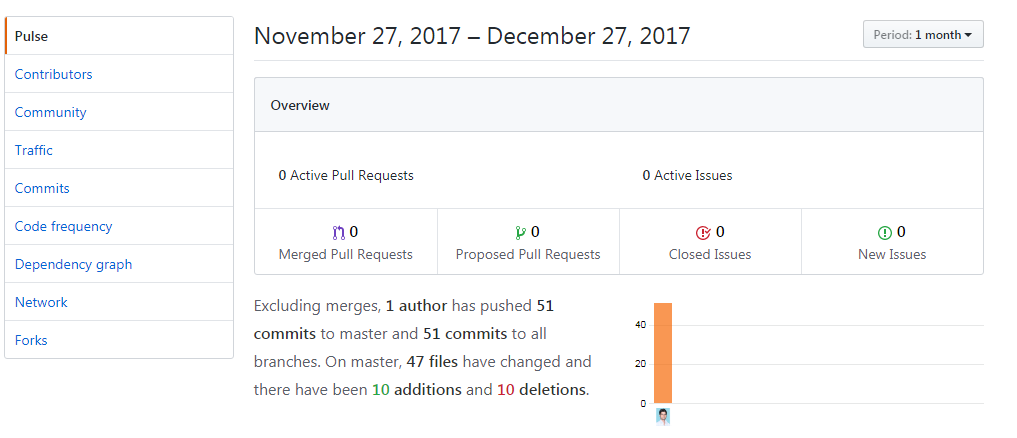 Pulse
Contributors
Community
Traffic
Commits
Code frequency
Dependency graph
Network
Forks
November 27, 2017 – December 27, 2017
Period: 1 month
Overview
0 Active Pull Requests
0 Active Issues
0
Merged Pull Requests
0
Proposed Pull Requests
0
Closed Issues
0
New Issues
Excluding merges, 1 author has pushed 51
commits to master and 51 commits to all
branches. On master, 47 files have changed and
there have been 10 additions and 10 deletions.
40
20
0